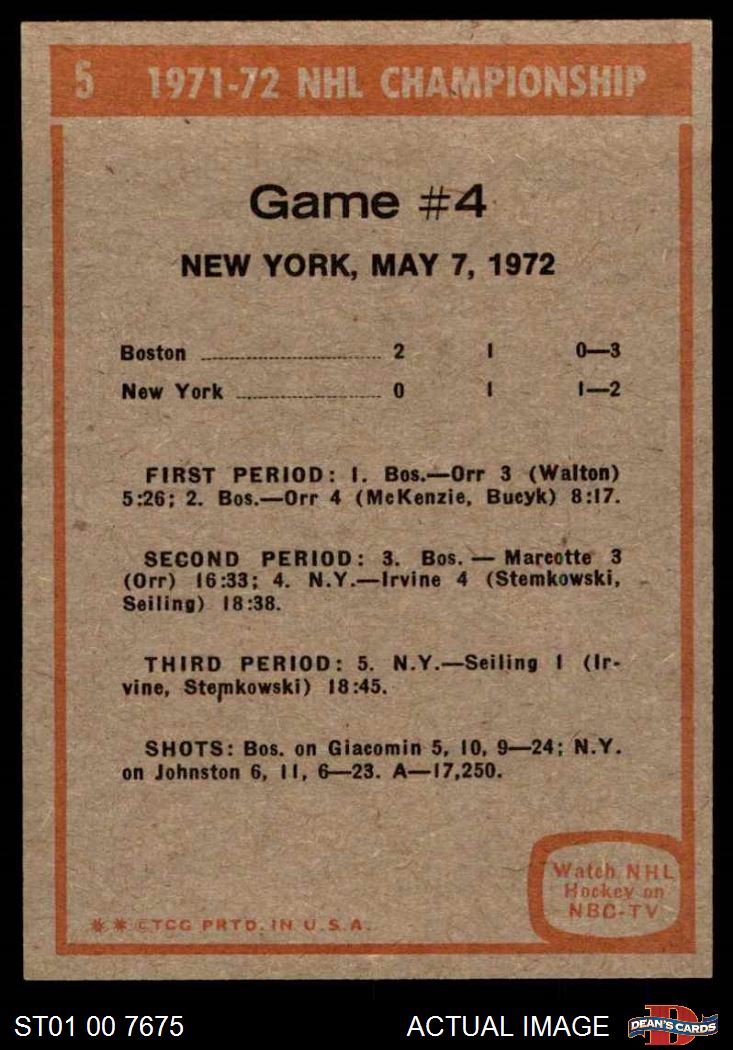 5 1971-72 NHL CHAMPIONSHIP
Game #4
NEW YORK, MAY 7, 1972
Boston ........................ 2 1 0—3
New York ........................ 0 1 1—2
FIRST PERIOD: 1. Bos.—Orr 3 (Walton)
5:26; 2. Bos.—Orr 4 (McKenzie, Bucyk) 8:17.
SECOND PERIOD: 3. Bos. — Marcotte 3
(Orr) 16:33; 4. N.Y.—Irvine 4 (Stemkowski,
Seiling) 18:38.
THIRD PERIOD: 5. N.Y.—Seiling 1 (Ir-
vine, Stemkowski) 18:45.
SHOTS: Bos. on Giacomin 5, 10, 9—24; N.Y.
on Johnston 6, 11, 6—23. A—17,250.
Watch NHL
Hockey on
NBC-TV
** ©TCG PRTD. IN U.S.A.
ST01 00 7675 ACTUAL IMAGE
D
DEAN'S CARDS